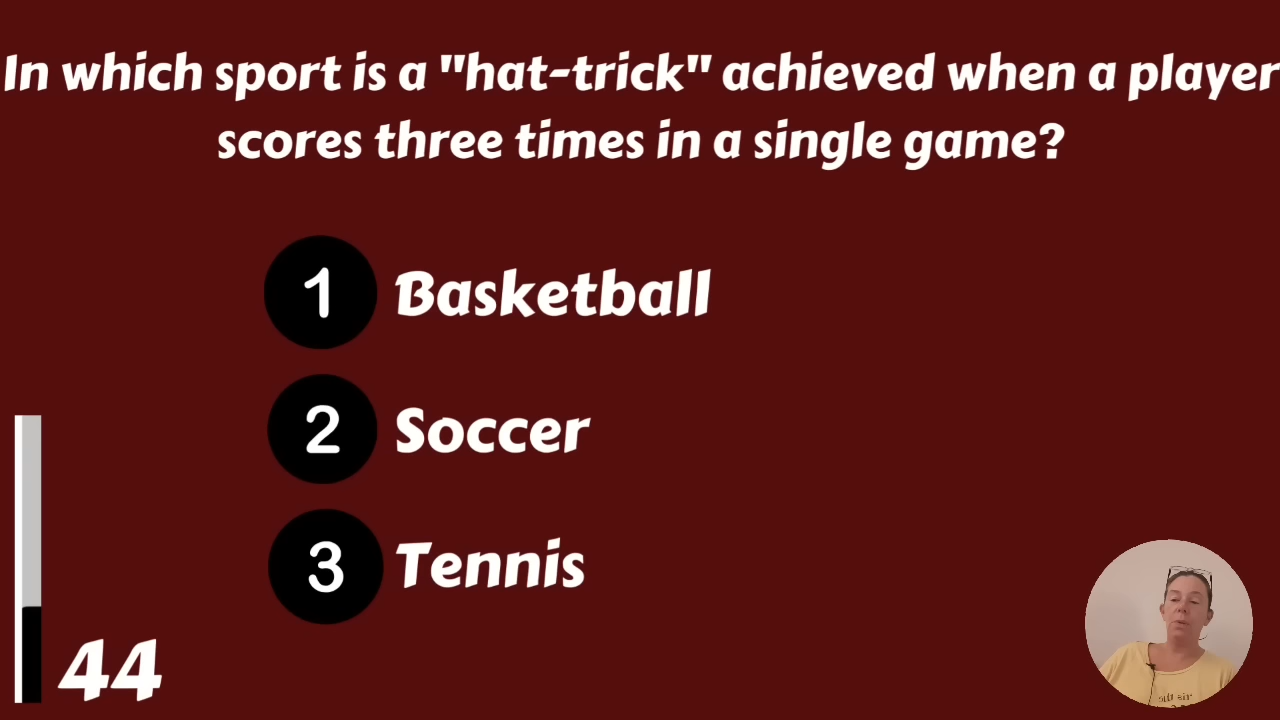 In which sport is a "hat-trick" achieved when a player
scores three times in a single game?
1 Basketball
2 Soccer
3 Tennis
44